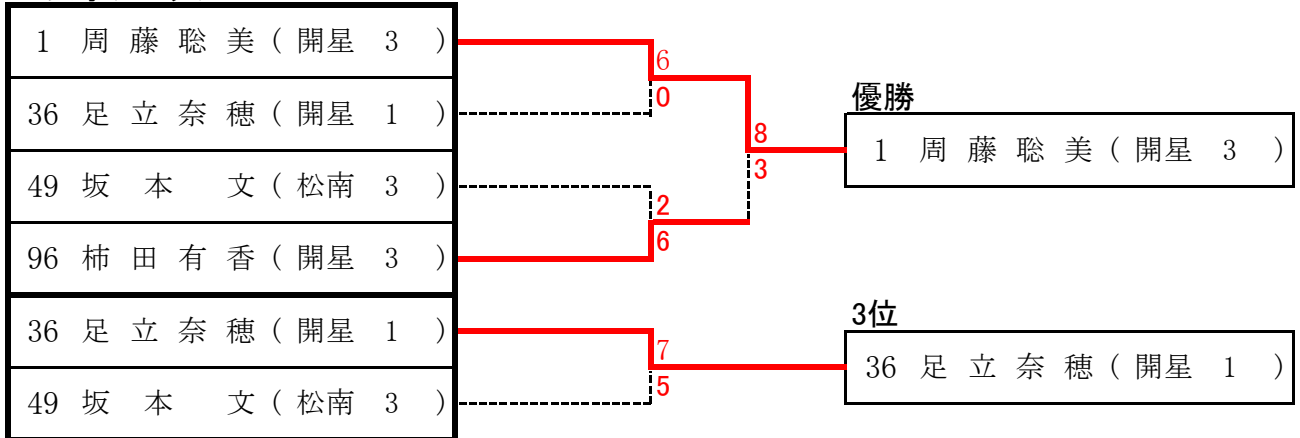 1 周藤聡美(開星 3 )
36 足立奈穂(開星 1 )
49 坂本 文(松南 3 )
96 柿田有香(開星 3 )
6
0
2
6
8
3
優勝
1 周藤聡美(開星 3 )
36 足立奈穂(開星 1 )
49 坂本 文(松南 3 )
7
5
3位
36 足立奈穂(開星 1 )